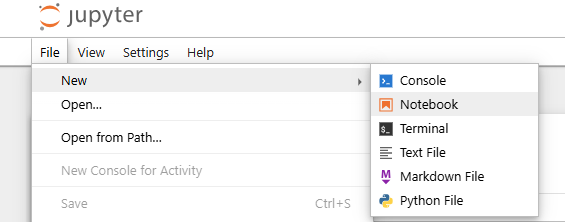 jupyter
File View Settings Help
New
Open...
Open from Path...
New Console for Activity
Save Ctrl+S
Console
Notebook
Terminal
Text File
Markdown File
Python File